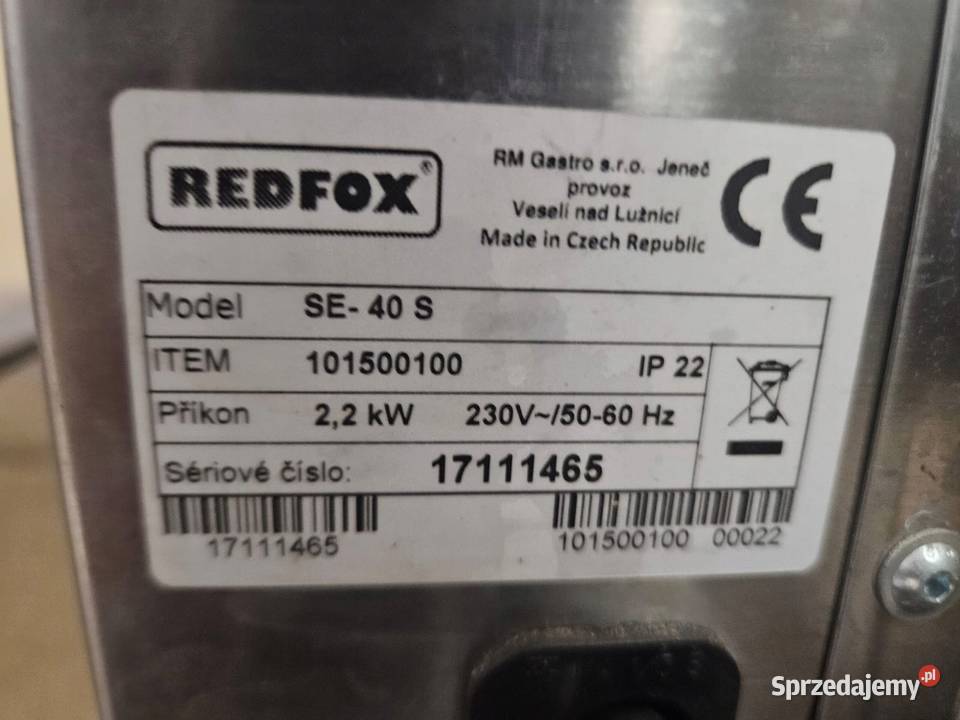 REDFOX®
RM Gastro s.r.o. Jeneč
provoz
Veselí nad Lužnicí
Made in Czech Republic
CE
Model SE- 40 S
ITEM 101500100 IP 22
Příkon 2,2 kW 230V~/50-60 Hz
Sériové číslo: 17111465
17111465
101500100 00022
Sprzedajemy.pl